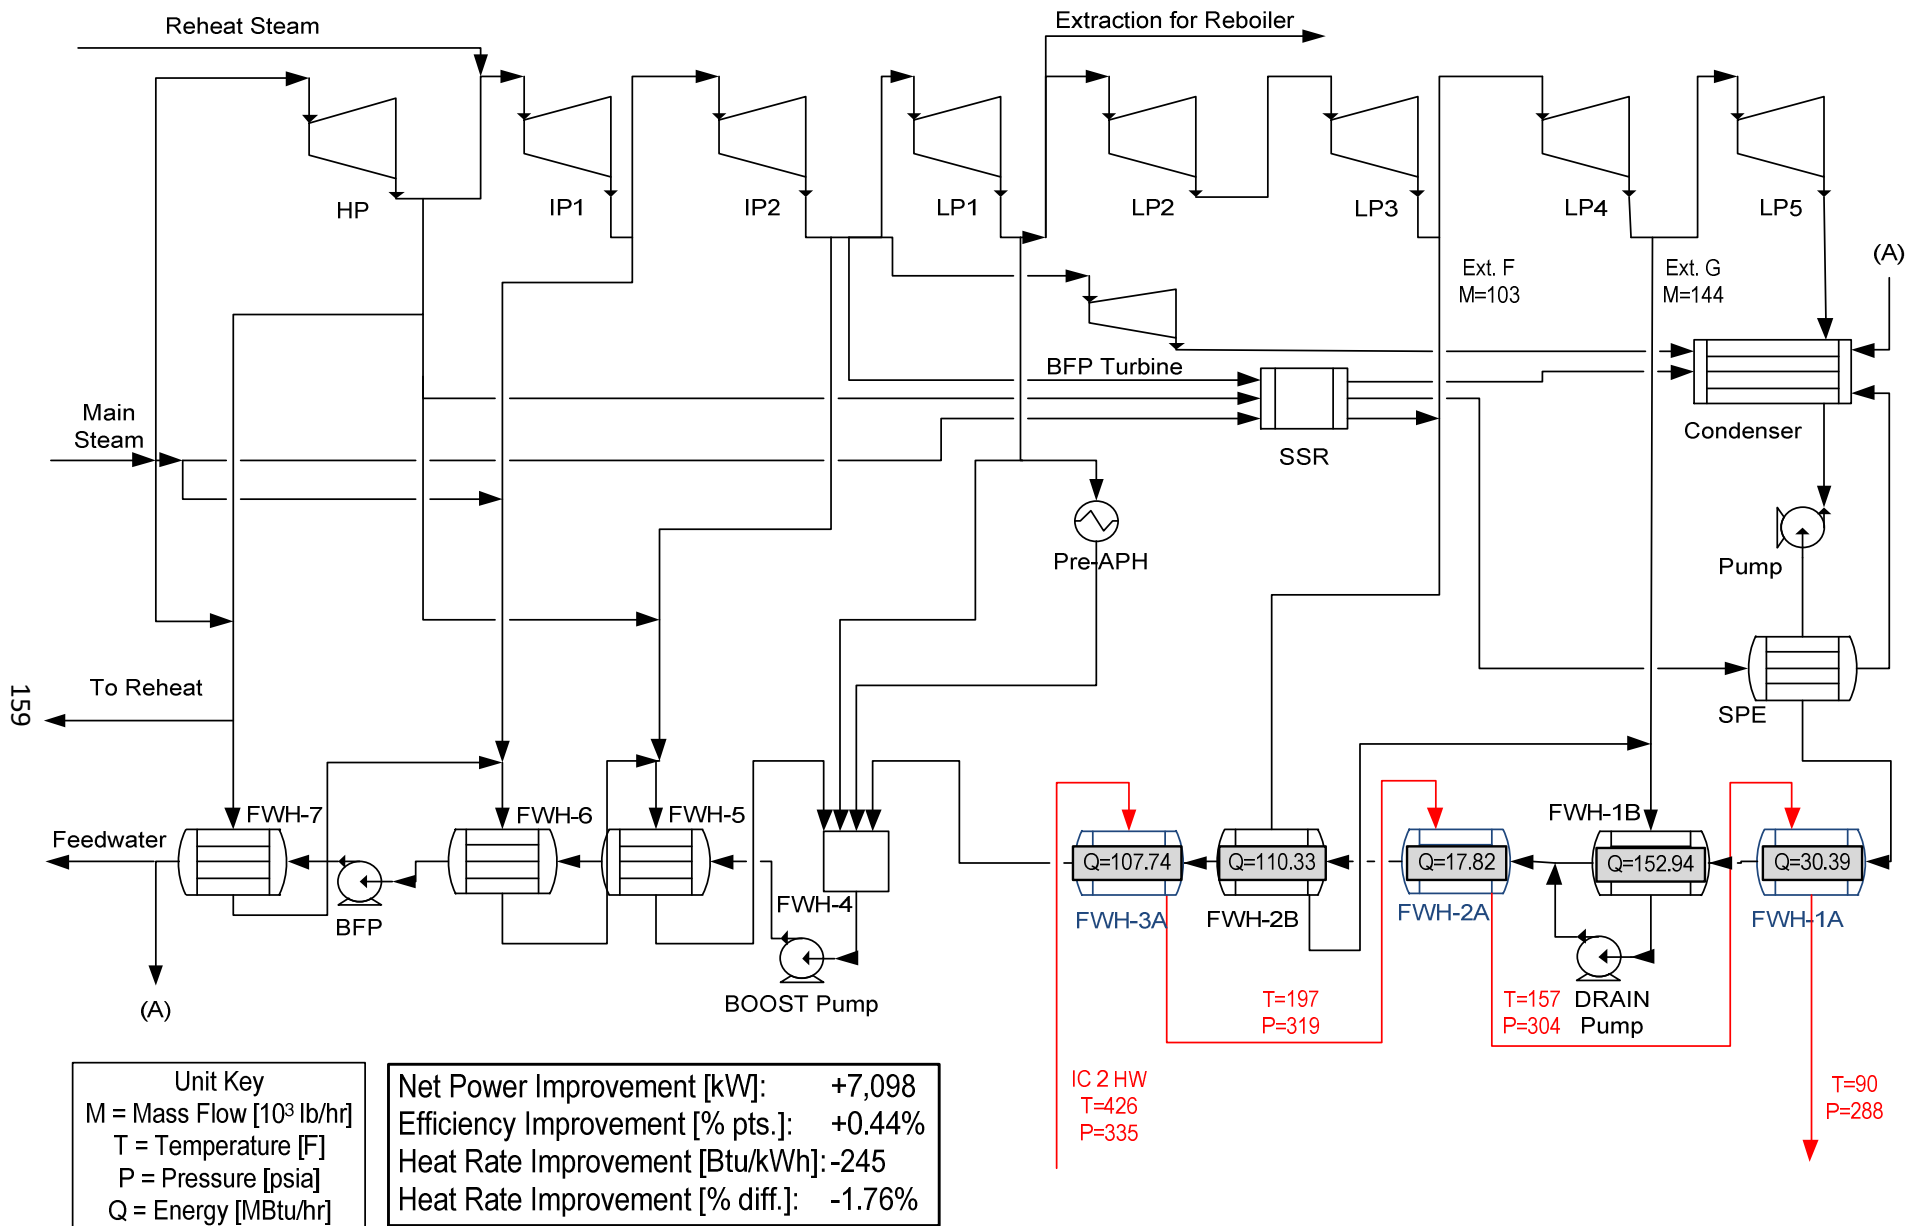 Reheat Steam
Extraction for Reboiler
HP
IP1
IP2
LP1
LP2
LP3
LP4
LP5
(A)
Ext. F
M=103
Ext. G
M=144
BFP Turbine
Main
Steam
SSR
Condenser
Pre-APH
Pump
To Reheat
159
SPE
Feedwater
FWH-7
FWH-6
FWH-5
FWH-4
FWH-1B
Q=107.74
Q=110.33
Q=17.82
Q=152.94
Q=30.39
FWH-3A
FWH-2B
FWH-2A
FWH-1A
BFP
BOOST Pump
DRAIN
Pump
(A)
T=197
P=319
T=157
P=304
IC 2 HW
T=426
P=335
T=90
P=288
Unit Key
M = Mass Flow [10³ lb/hr]
T = Temperature [F]
P = Pressure [psia]
Q = Energy [MBtu/hr]
Net Power Improvement [kW]: +7,098
Efficiency Improvement [% pts.]: +0.44%
Heat Rate Improvement [Btu/kWh]: -245
Heat Rate Improvement [% diff.]: -1.76%